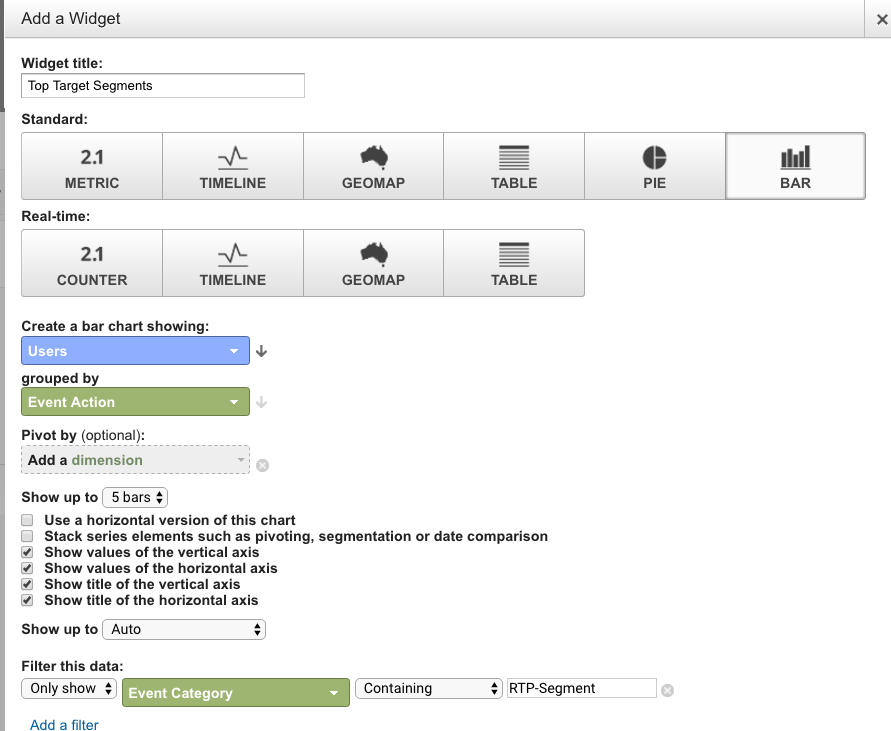 Add a Widget
Widget title:
Top Target Segments
Standard:
2.1
METRIC TIMELINE GEOMAP TABLE PIE BAR
Real-time:
2.1
COUNTER TIMELINE GEOMAP TABLE
Create a bar chart showing:
Users
grouped by
Event Action
Pivot by (optional):
Add a dimension
Show up to 5 bars
Use a horizontal version of this chart
Stack series elements such as pivoting, segmentation or date comparison
Show values of the vertical axis
Show values of the horizontal axis
Show title of the vertical axis
Show title of the horizontal axis
Show up to Auto
Filter this data:
Only show Event Category Containing RTP-Segment
Add a filter